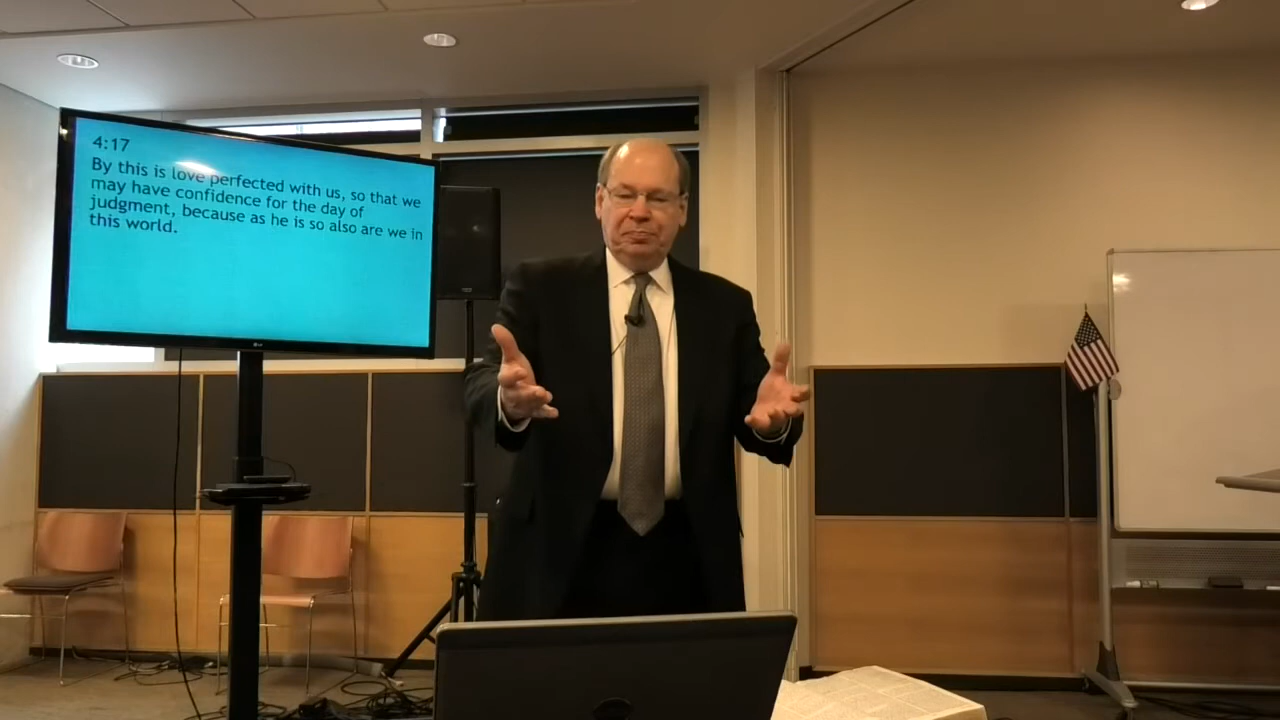 4:17
By this is love perfected with us, so that we
may have confidence for the day of
judgment, because as he is so also are we in
this world.
LG